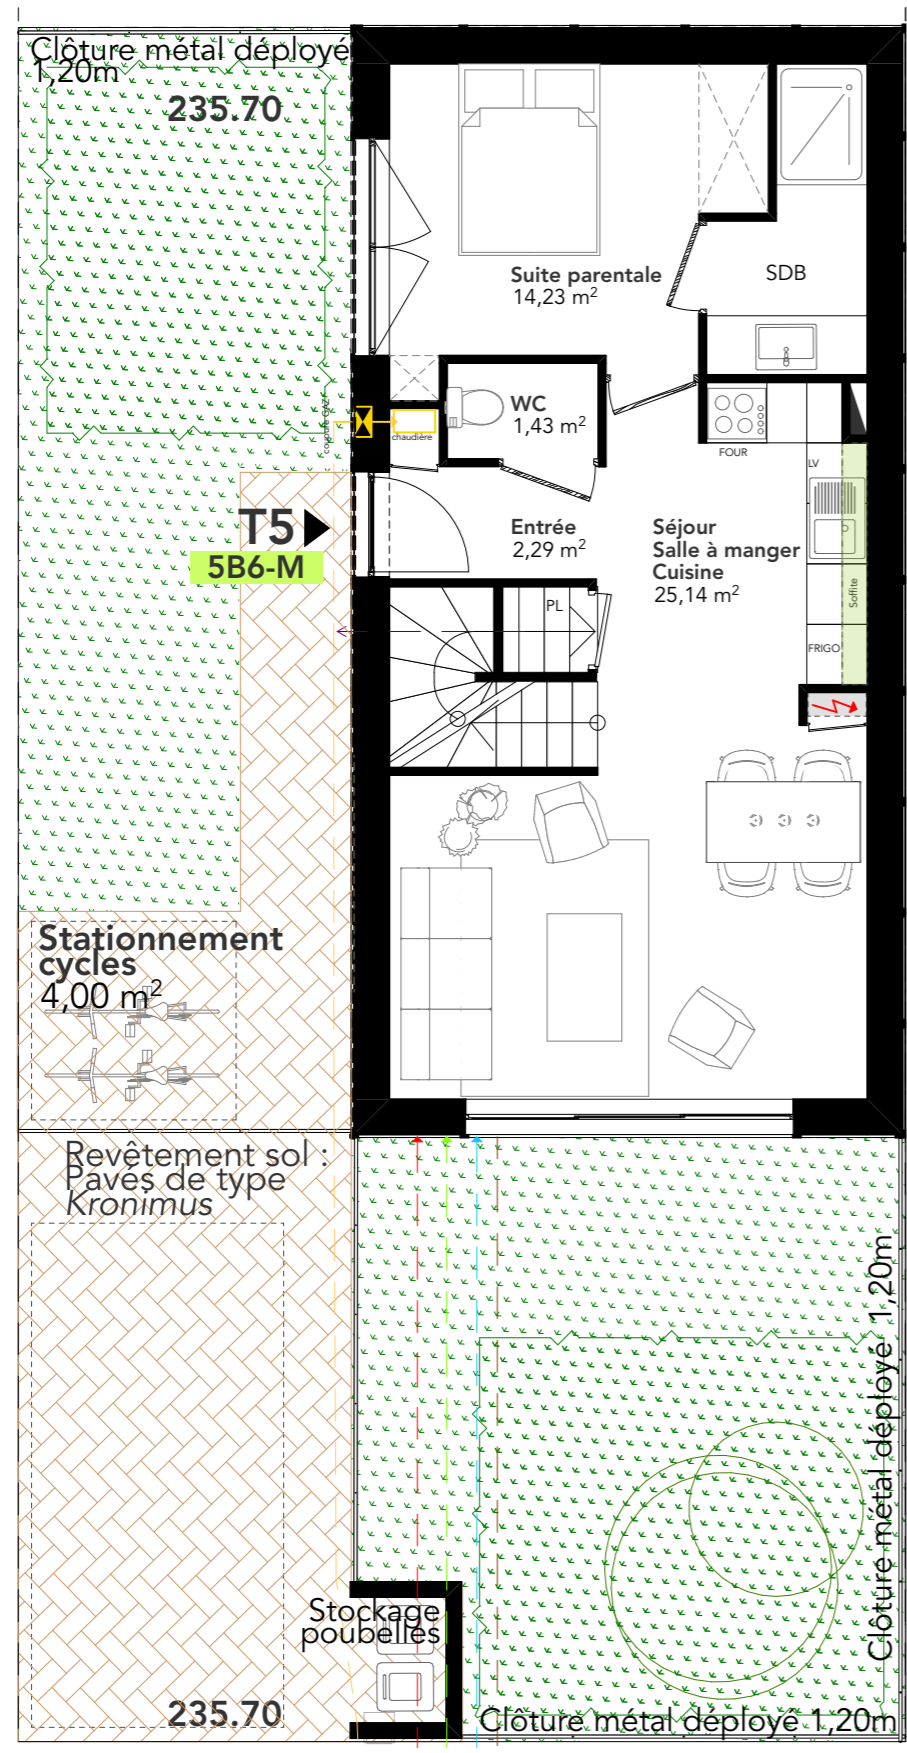 Clôture métal déployé
1,20m
235.70
Suite parentale
14,23 m²
SDB
WC
1,43 m²
coupure GAZ
chaudière
FOUR
LV
T5
5B6-M
Entrée
2,29 m²
Séjour
Salle à manger
Cuisine
25,14 m²
PL
Soffite
FRIGO
Stationnement
cycles
4,00 m²
Revêtement sol :
Pavés de type
Kronimus
Clôture métal déployé 1,20m
Stockage
poubelles
235.70
Clôture métal déployé 1,20m